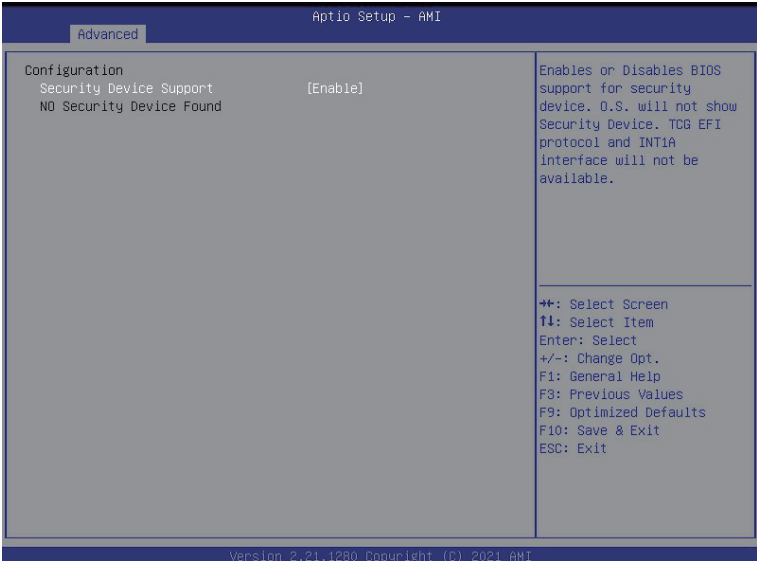 Aptio Setup – AMI
Advanced
Configuration
Security Device Support [Enable]
NO Security Device Found
Enables or Disables BIOS
support for security
device. O.S. will not show
Security Device. TCG EFI
protocol and INT1A
interface will not be
available.
→←: Select Screen
↑↓: Select Item
Enter: Select
+/-: Change Opt.
F1: General Help
F3: Previous Values
F9: Optimized Defaults
F10: Save & Exit
ESC: Exit
Version 2.21.1280 Copyright (C) 2021 AMI